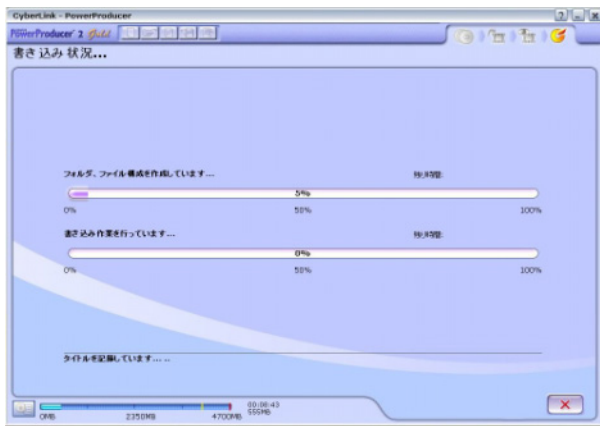 CyberLink - PowerProducer
PowerProducer 2 Gold
書き込み状況...
フォルダ、ファイル構成を作成しています... 残り時間:
5%
0% 50% 100%
書き込み作業を行っています... 残り時間:
0%
0% 50% 100%
タイトルを記録しています... ..
00:06:43
555MB
0MB 2350MB 4700MB